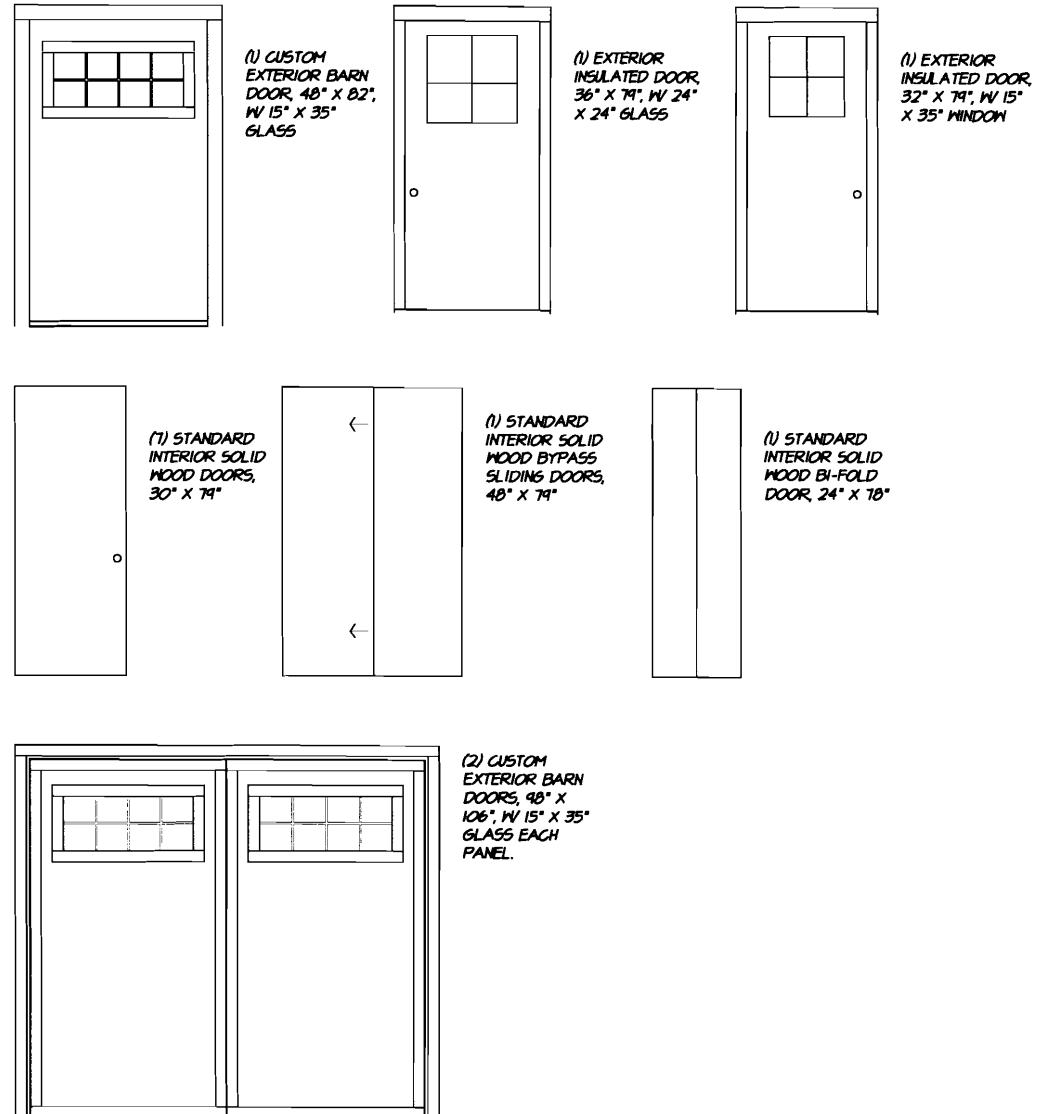 (1) CUSTOM
EXTERIOR BARN
DOOR, 48" X 82",
W/ 15" X 35"
GLASS
(1) EXTERIOR
INSULATED DOOR,
36" X 79", W/ 24"
X 24" GLASS
(1) EXTERIOR
INSULATED DOOR,
32" X 79", W/ 15"
X 35" WINDOW
(7) STANDARD
INTERIOR SOLID
WOOD DOORS,
30" X 79"
(1) STANDARD
INTERIOR SOLID
WOOD BYPASS
SLIDING DOORS,
48" X 79"
(1) STANDARD
INTERIOR SOLID
WOOD BI-FOLD
DOOR, 24" X 78"
(2) CUSTOM
EXTERIOR BARN
DOORS, 98" X
106", W/ 15" X 35"
GLASS EACH
PANEL.